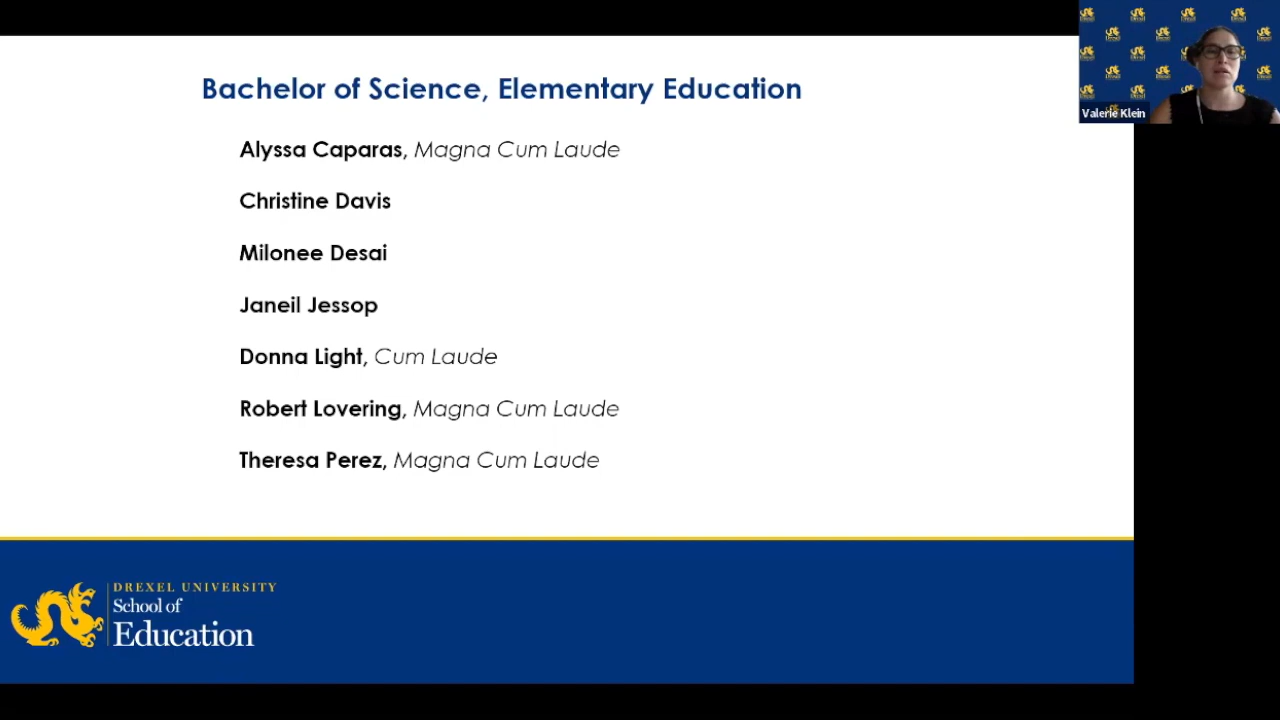 Bachelor of Science, Elementary Education
Alyssa Caparas, Magna Cum Laude
Christine Davis
Milonee Desai
Janeil Jessop
Donna Light, Cum Laude
Robert Lovering, Magna Cum Laude
Theresa Perez, Magna Cum Laude
DREXEL UNIVERSITY
School of
Education
Valerie Klein